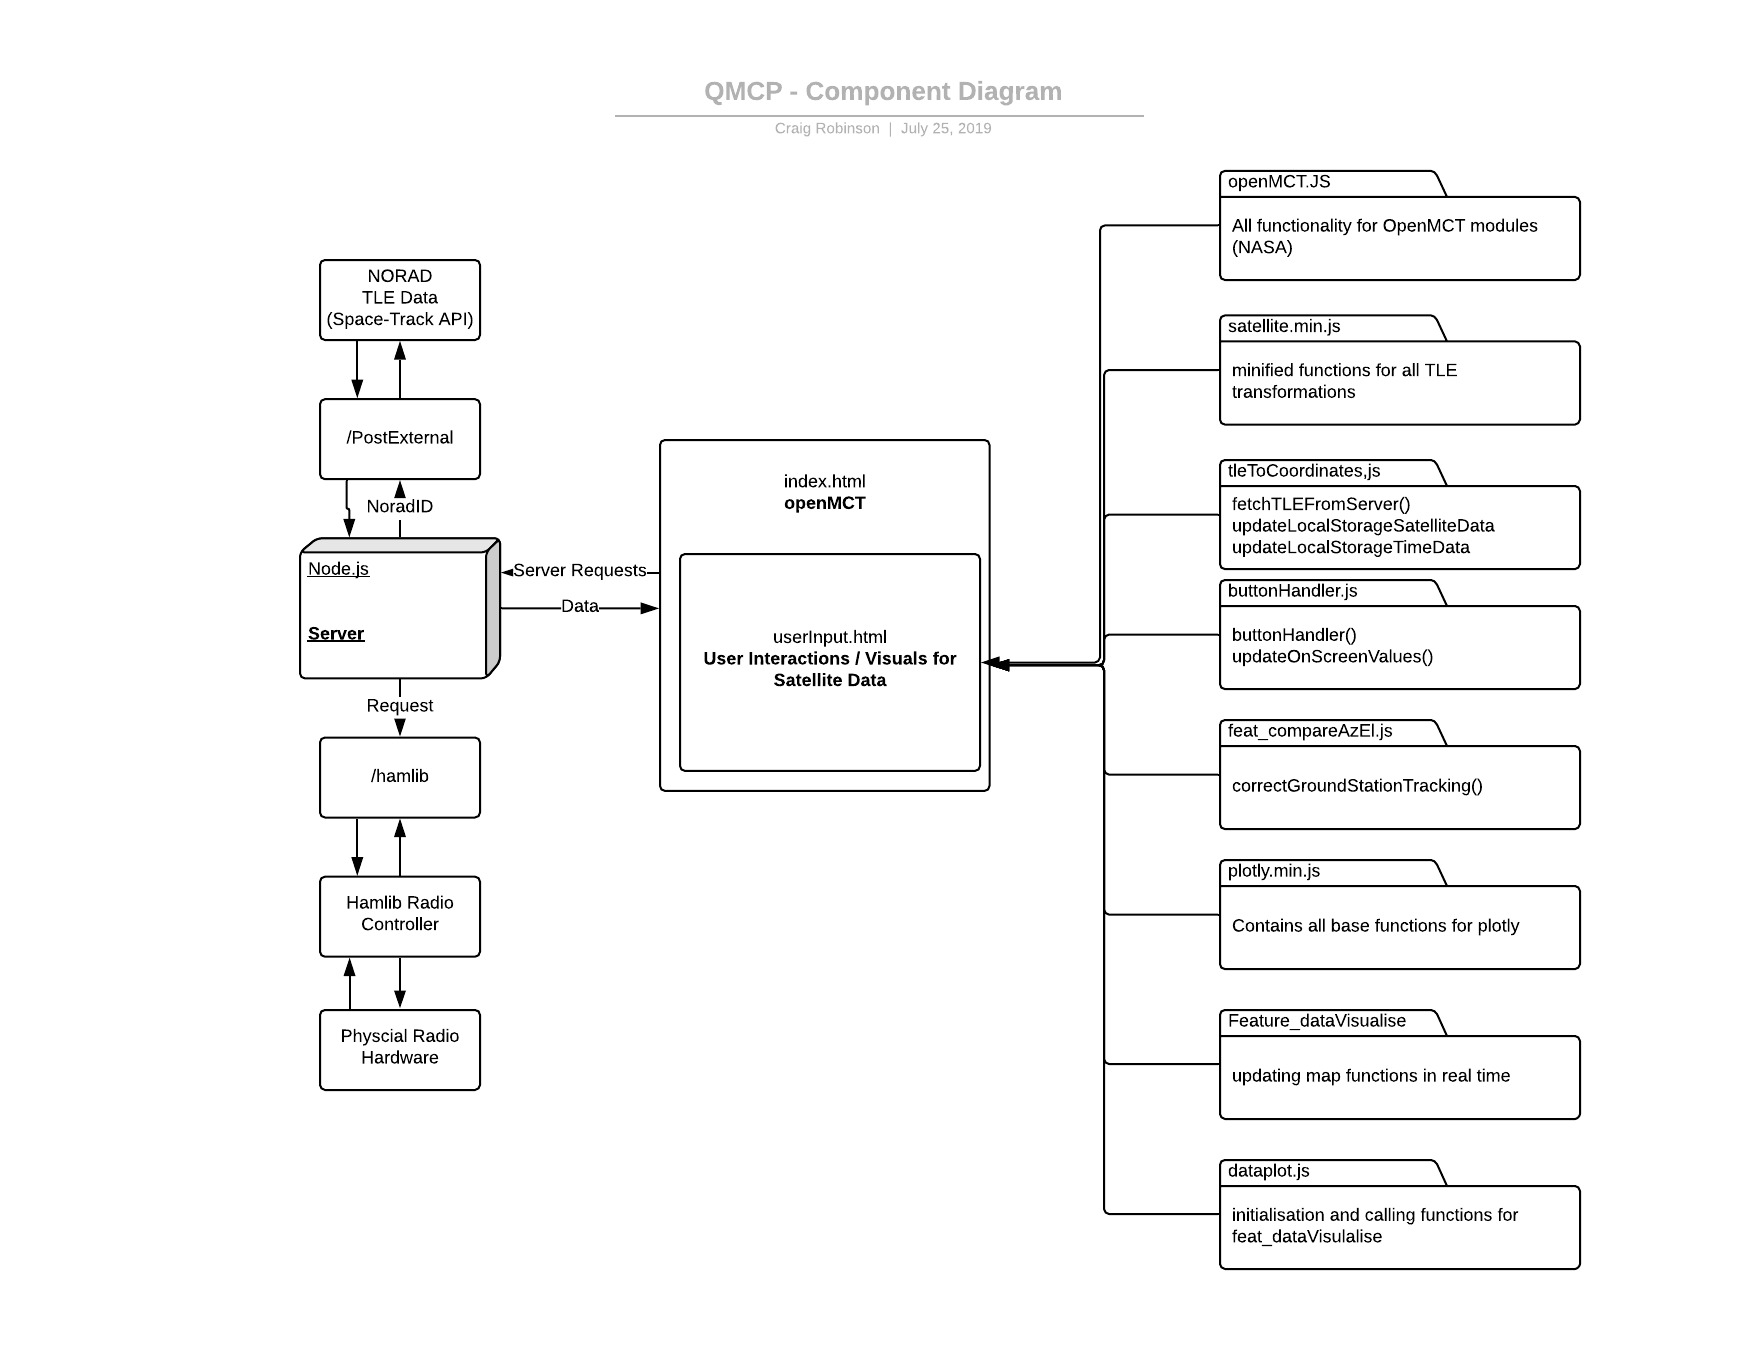 QMCP - Component Diagram
Craig Robinson | July 25, 2019
NORAD
TLE Data
(Space-Track API)
/PostExternal
NoradID
Node.js
Server
Request
/hamlib
Hamlib Radio
Controller
Physcial Radio
Hardware
Server Requests
Data
index.html
openMCT
userInput.html
User Interactions / Visuals for
Satellite Data
openMCT.JS
All functionality for OpenMCT modules
(NASA)
satellite.min.js
minified functions for all TLE
transformations
tleToCoordinates,js
fetchTLEFromServer()
updateLocalStorageSatelliteData
updateLocalStorageTimeData
buttonHandler.js
buttonHandler()
updateOnScreenValues()
feat_compareAzEl.js
correctGroundStationTracking()
plotly.min.js
Contains all base functions for plotly
Feature_dataVisualise
updating map functions in real time
dataplot.js
initialisation and calling functions for
feat_dataVisulalise